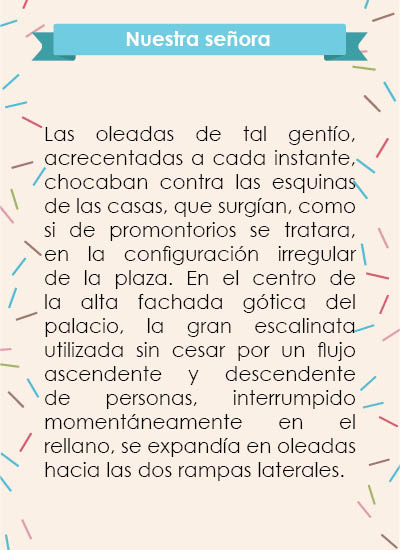 Nuestra señora
Las oleadas de tal gentío,
acrecentadas a cada instante,
chocaban contra las esquinas
de las casas, que surgían, como
si de promontorios se tratara,
en la configuración irregular
de la plaza. En el centro de
la alta fachada gótica del
palacio, la gran escalinata
utilizada sin cesar por un flujo
ascendente y descendente
de personas, interrumpido
momentáneamente en el
rellano, se expandía en oleadas
hacia las dos rampas laterales.